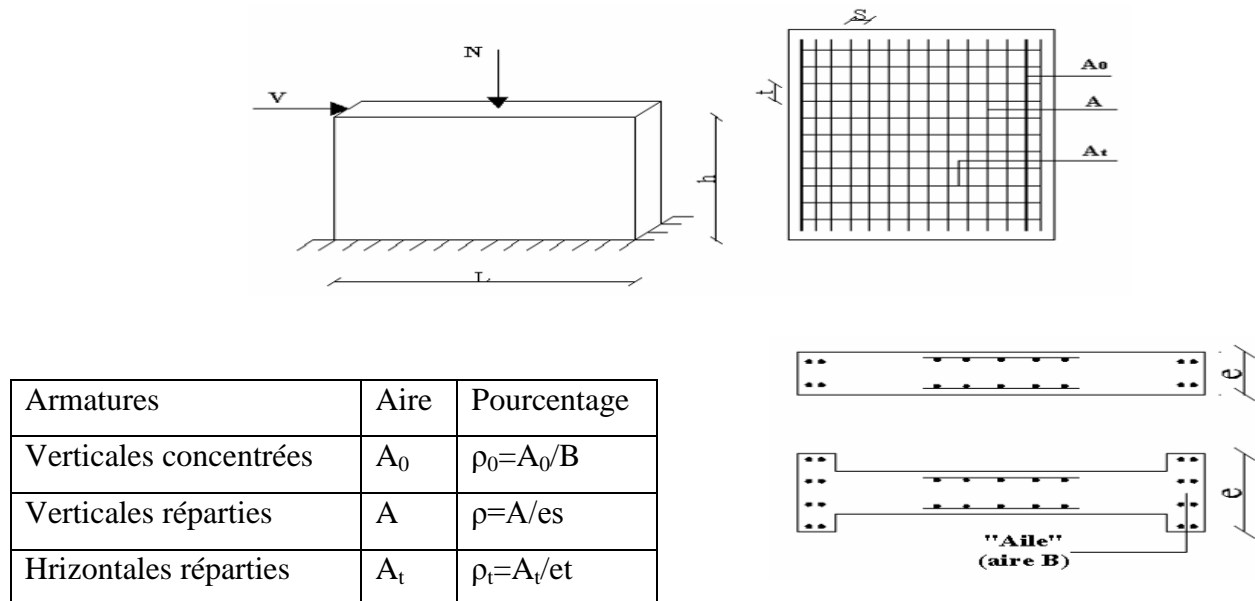 N
V
h
L
S
t
A0
A
At
Armatures Aire Pourcentage
Verticales concentrées A₀ ρ₀=A₀/B
Verticales réparties A ρ=A/es
Hrizontales réparties Aₜ ρₜ=Aₜ/et
e
e
"Aile"
(aire B)